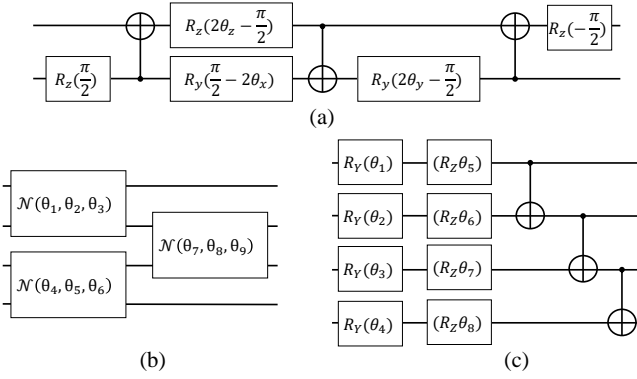 R_z(2θ_z − π/2)
R_z(−π/2)
R_z(π/2)
R_y(π/2 − 2θ_x)
R_y(2θ_y − π/2)
(a)
𝒩(θ_1, θ_2, θ_3)
𝒩(θ_7, θ_8, θ_9)
𝒩(θ_4, θ_5, θ_6)
(b)
R_Y(θ_1) (R_Zθ_5)
R_Y(θ_2) (R_Zθ_6)
R_Y(θ_3) (R_Zθ_7)
R_Y(θ_4) (R_Zθ_8)
(c)